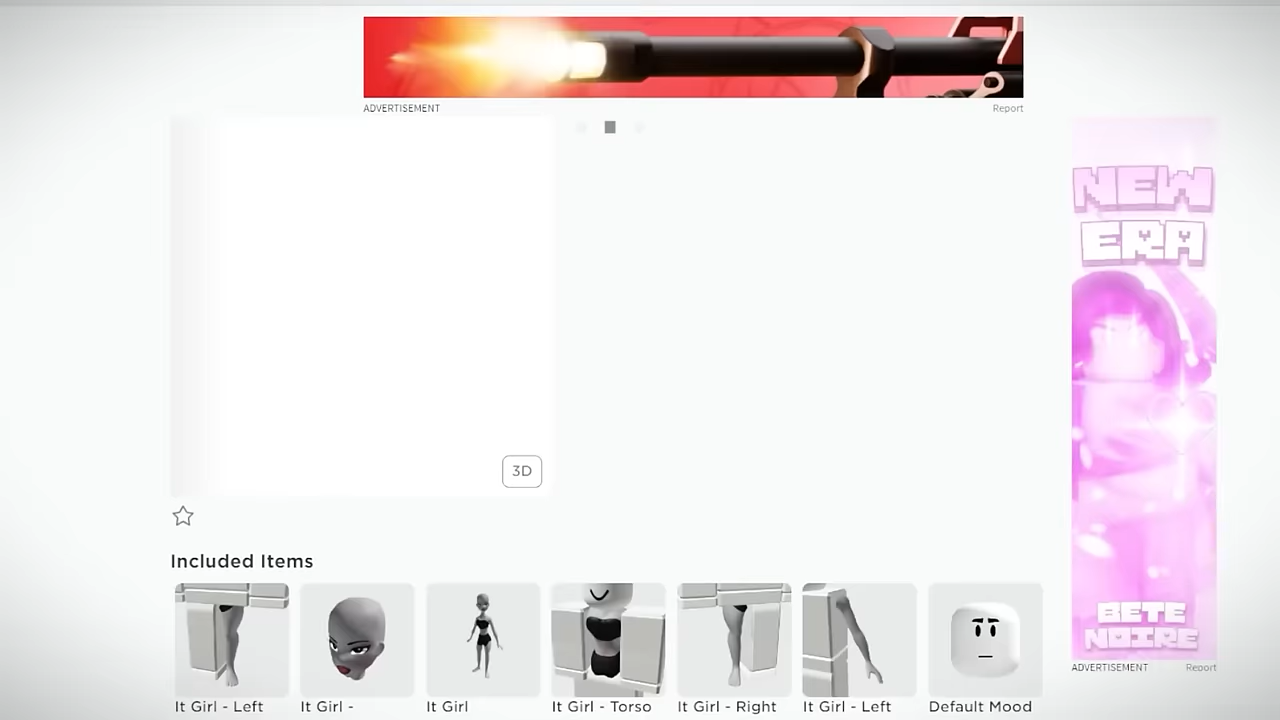 ADVERTISEMENT Report
NEW
ERA
3D
Included Items
BETE
NOIRE
ADVERTISEMENT Report
It Girl - Left
It Girl -
It Girl
It Girl - Torso
It Girl - Right
It Girl - Left
Default Mood